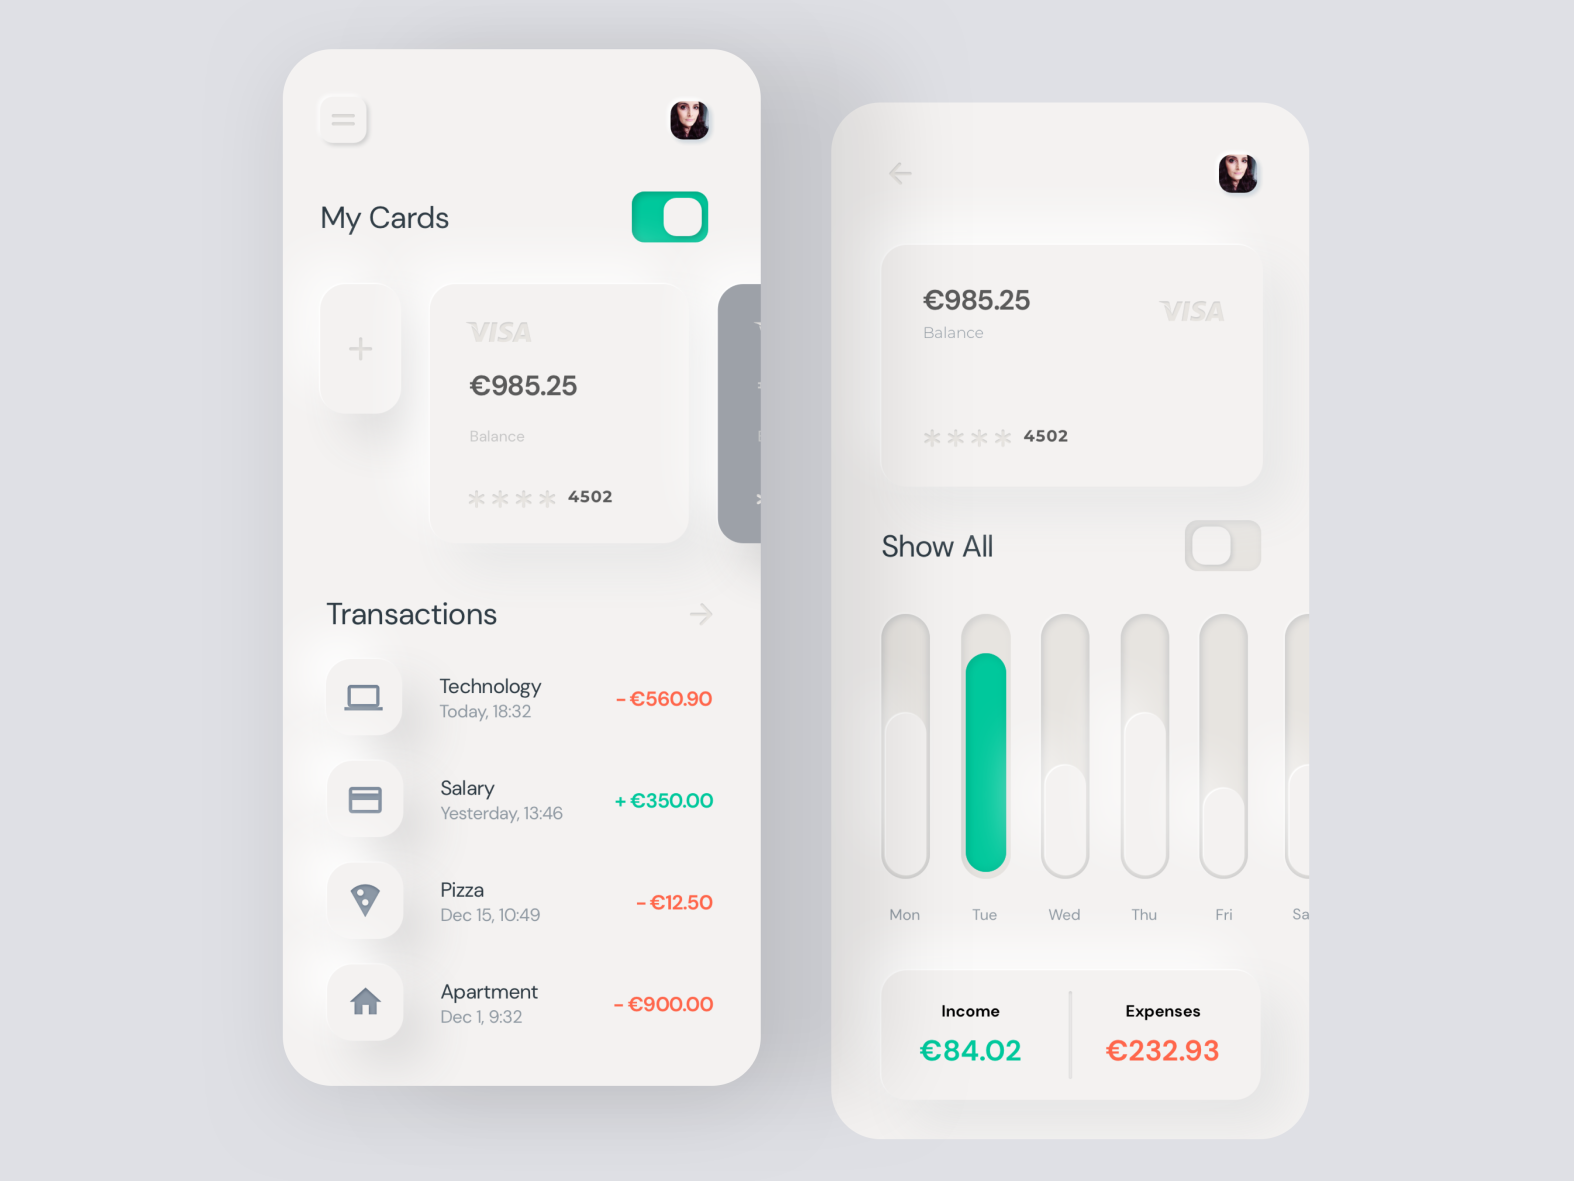 My Cards
VISA
€985.25
Balance
**** 4502
Transactions
Technology
Today, 18:32
- €560.90
Salary
Yesterday, 13:46
+ €350.00
Pizza
Dec 15, 10:49
- €12.50
Apartment
Dec 1, 9:32
- €900.00
€985.25
Balance
VISA
**** 4502
Show All
Mon Tue Wed Thu Fri Sa
Income
€84.02
Expenses
€232.93